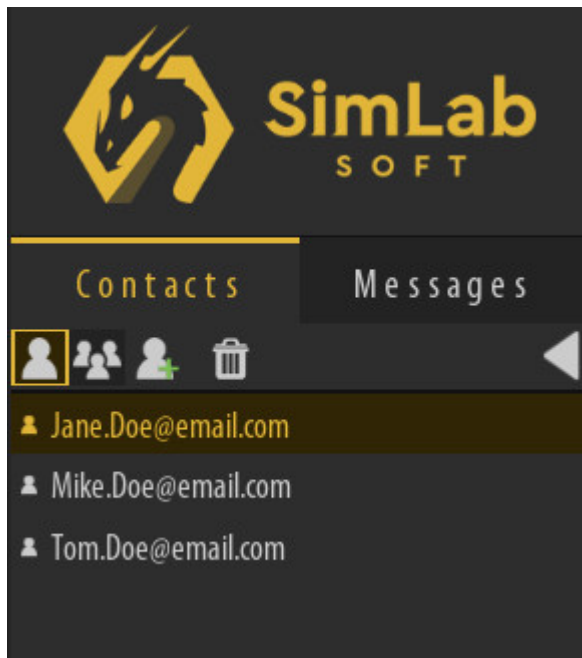 SimLab
SOFT
Contacts Messages
Jane.Doe@email.com
Mike.Doe@email.com
Tom.Doe@email.com